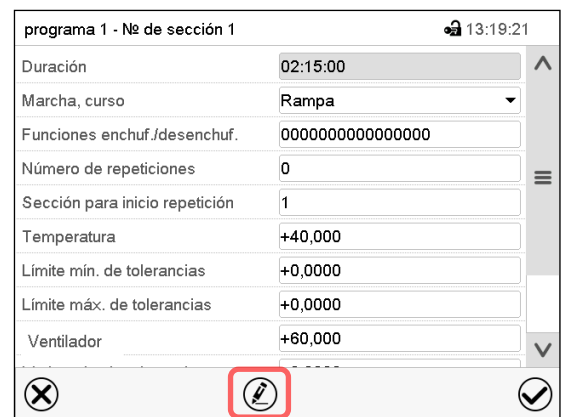 programa 1 - Nº de sección 1 13:19:21
Duración 02:15:00
Marcha, curso Rampa
Funciones enchuf./desenchuf. 0000000000000000
Número de repeticiones 0
Sección para inicio repetición 1
Temperatura +40,000
Límite mín. de tolerancias +0,0000
Límite máx. de tolerancias +0,0000
Ventilador +60,000